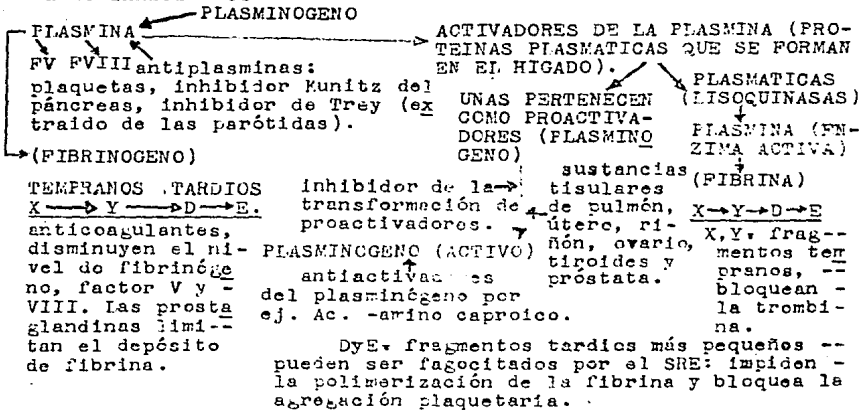 PLASMINOGENO
PLASMINA
FV FVIII antiplasminas:
plaquetas, inhibidor Kunitz del
páncreas, inhibidor de Trey (ex
traido de las parótidas).
(FIBRINOGENO)
TEMPRANOS TARDIOS
X Y D E.
anticoagulantes,
disminuyen el ni-
vel do fibrinóge
no, factor V y -
VIII. Las prosta
glandinas limi--
tan el depósito
de fibrina.
ACTIVADORES DE LA PLASMINA (PRO-
TEINAS PLASMATICAS QUE SE FORMAN
EN EL HIGADO).
UNAS PERTENECEN
COMO PROACTIVA-
DORES (PLASMINO
GENO)
PLASMATICAS
(LISOQUINASAS)
PLASMINA (EN-
ZIMA ACTIVA)
(FIBRINA)
X Y D E
X,Y. frag--
mentos tem
pranos, --
bloquean -
la trombi-
na.
inhibidor de la
transformación de
proactivadores.
sustancias
tisulares
de pulmón,
útero, ri-
ñón, ovario,
tiroides y
próstata.
PLASMINOGENO (ACTIVO)
del plasminógeno por
ej. Ac. -amino caproico.
DyE. fragmentos tardios más pequeños --
pueden ser fagocitados por el SRE: impiden -
la polimerización de la fibrina y bloquea la
agregación plaquetaria.